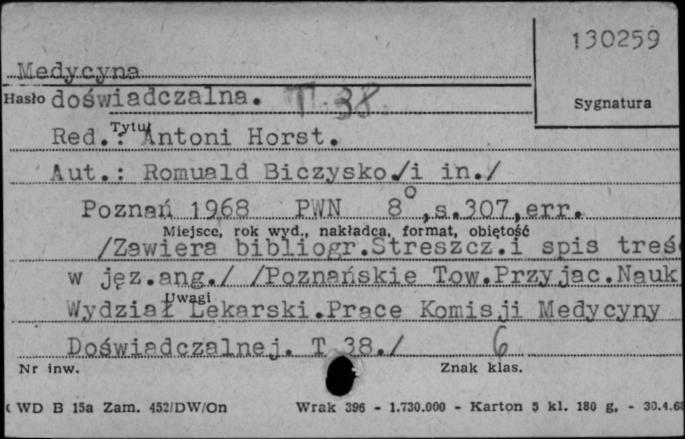 130259
Medycyna
Hasło doświadczalna. T. 38
Sygnatura
Tytuł
Red.: Antoni Horst.
Aut.: Romuald Biczysko /i in./
Poznań 1968 PWN 8°, s.307, err.
Miejsce, rok wyd., nakładca, format, objętość
/Zawiera bibliogr.Streszcz.i spis treś
w jęz.ang./ /Poznańskie Tow.Przyjac.Nauk
Uwagi
Wydział Lekarski.Prace Komisji Medycyny
Doświadczalnej. T 38./ 6
Nr inw. Znak klas.
WD B 15a Zam. 452/DW/On Wrak 396 - 1.730.000 - Karton 5 kl. 180 g. - 30.4.68